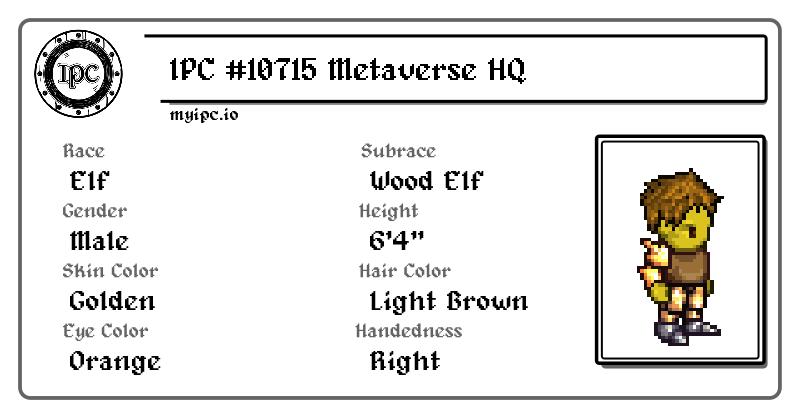 IPC
IPC #10715 Metaverse HQ
myipc.io
Race
Subrace
Elf
Wood Elf
Gender
Height
Male
6'4"
Skin Color
Hair Color
Golden
Light Brown
Eye Color
Handedness
Orange
Right